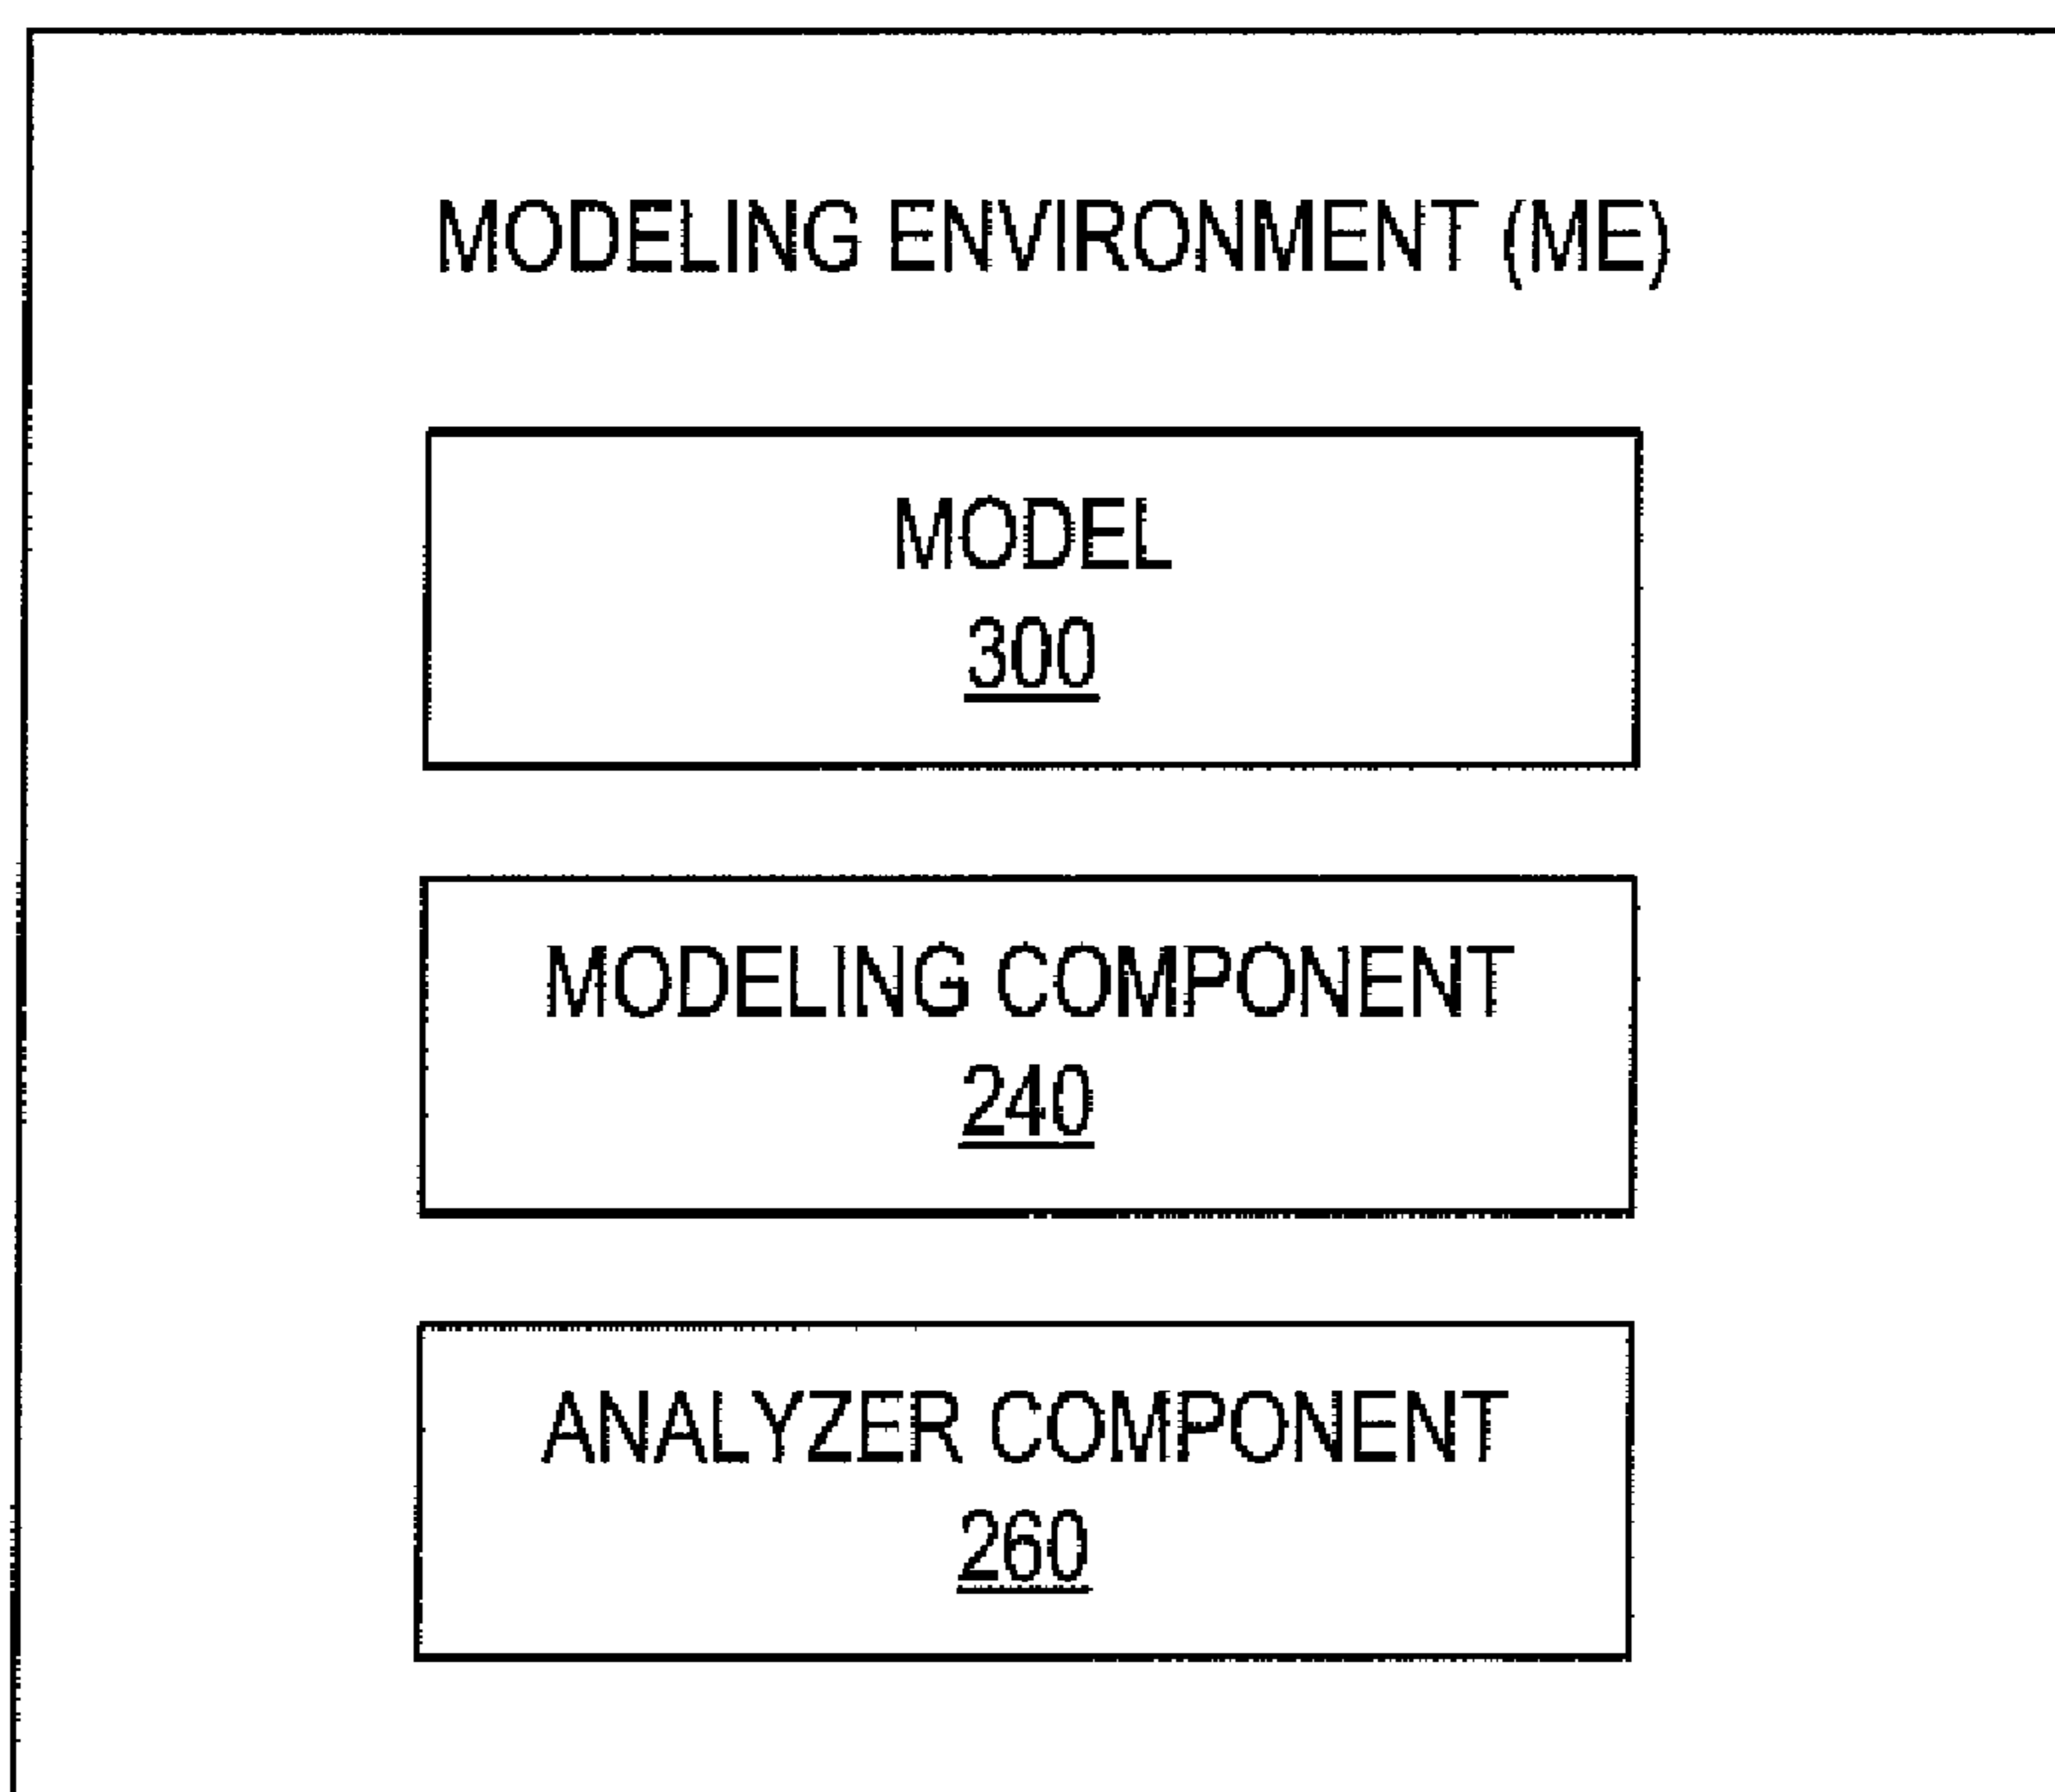 MODELING ENVIRONMENT (ME)
MODEL
300
MODELING COMPONENT
240
ANALYZER COMPONENT
260